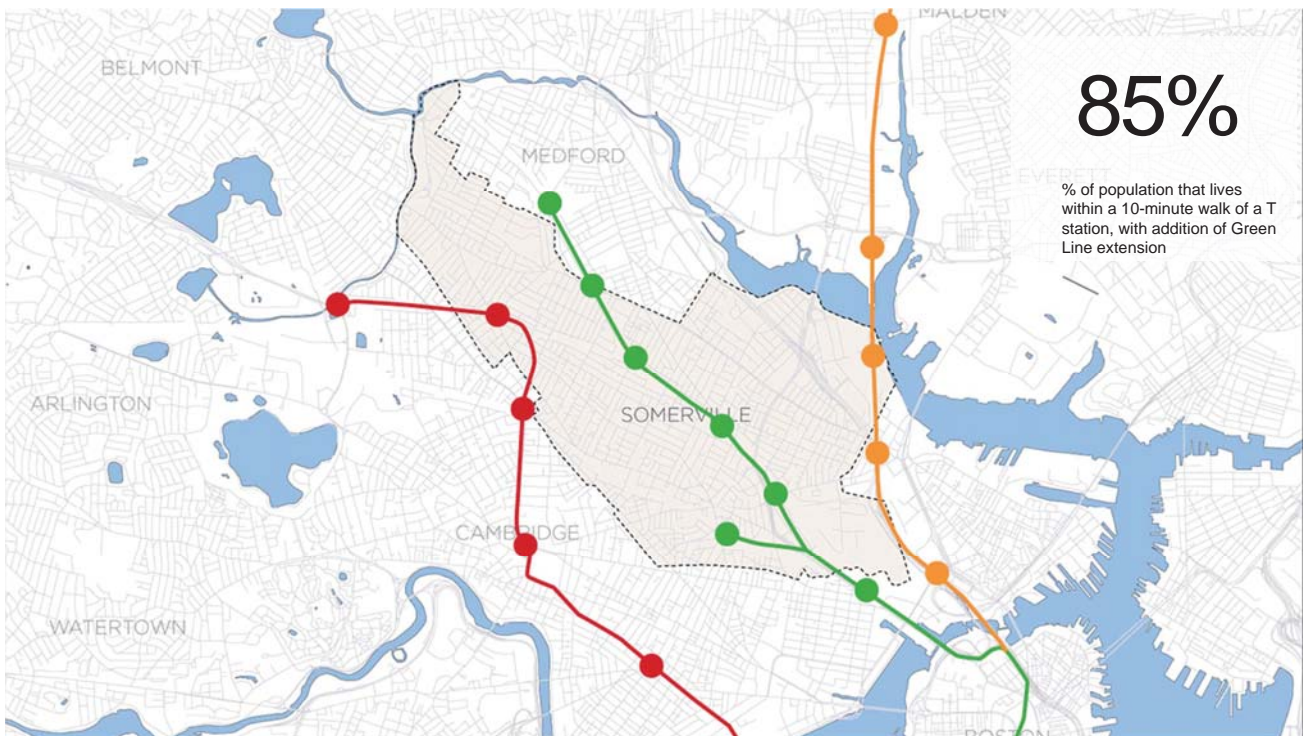 MALDEN
BELMONT
85%
MEDFORD
EVERETT
% of population that lives
within a 10-minute walk of a T
station, with addition of Green
Line extension
ARLINGTON
SOMERVILLE
CAMBRIDGE
WATERTOWN
BOSTON